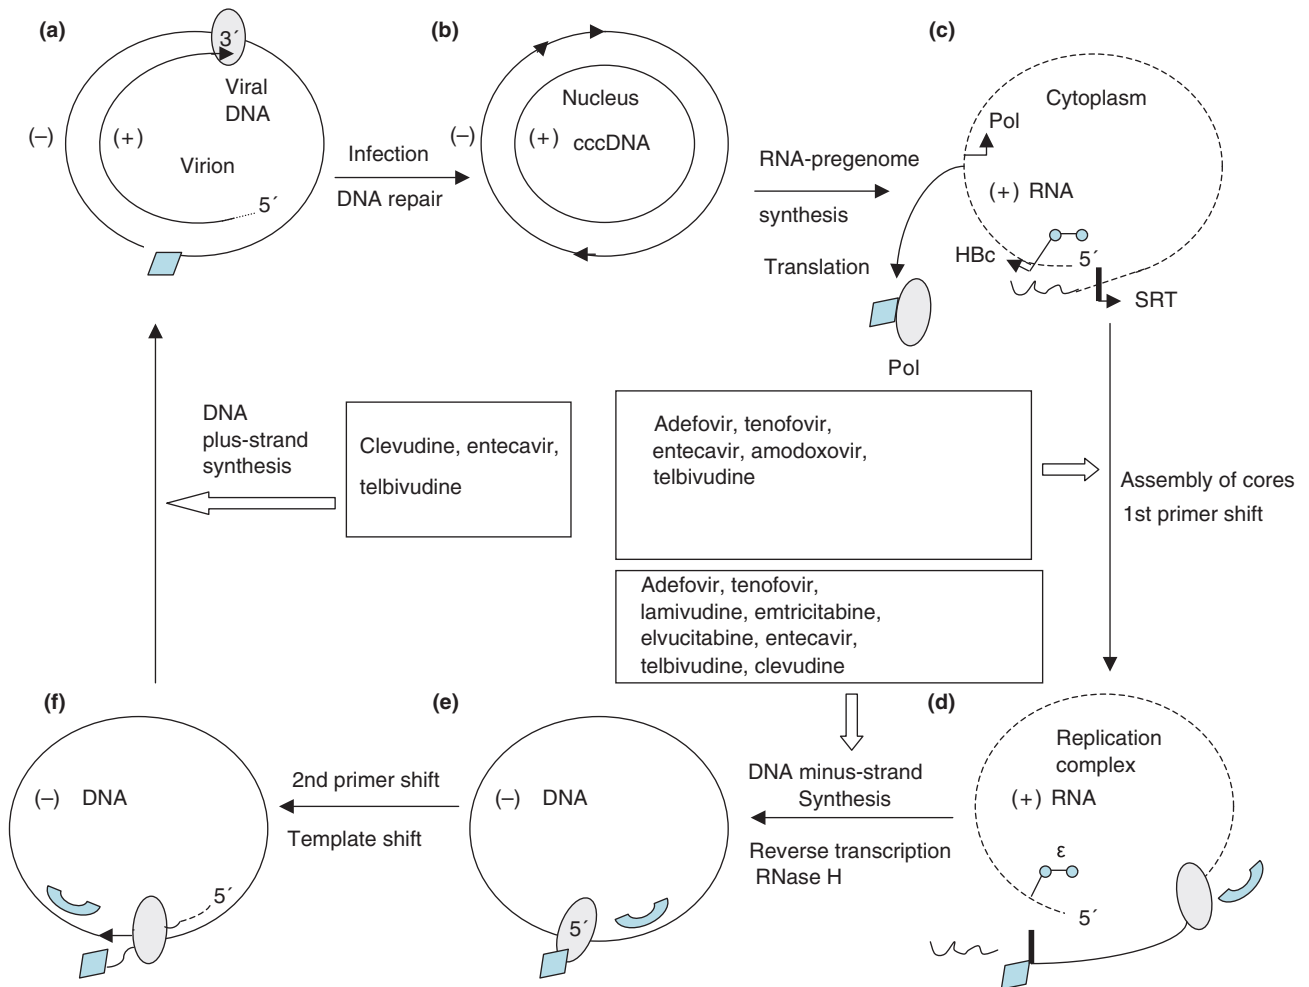 (a)
3´
Viral
DNA
(–)
(+)
Virion
5´
Infection
DNA repair
(b)
Nucleus
(–)
(+) cccDNA
RNA-pregenome
synthesis
Translation
(c)
Cytoplasm
Pol
(+) RNA
HBc
5´
SRT
Pol
DNA
plus-strand
synthesis
Clevudine, entecavir,
telbivudine
Adefovir, tenofovir,
entecavir, amodoxovir,
telbivudine
Assembly of cores
1st primer shift
Adefovir, tenofovir,
lamivudine, emtricitabine,
elvucitabine, entecavir,
telbivudine, clevudine
(f)
(–) DNA
5´
2nd primer shift
Template shift
(e)
(–) DNA
5´
DNA minus-strand
Synthesis
Reverse transcription
RNase H
(d)
Replication
complex
(+) RNA
ε
5´